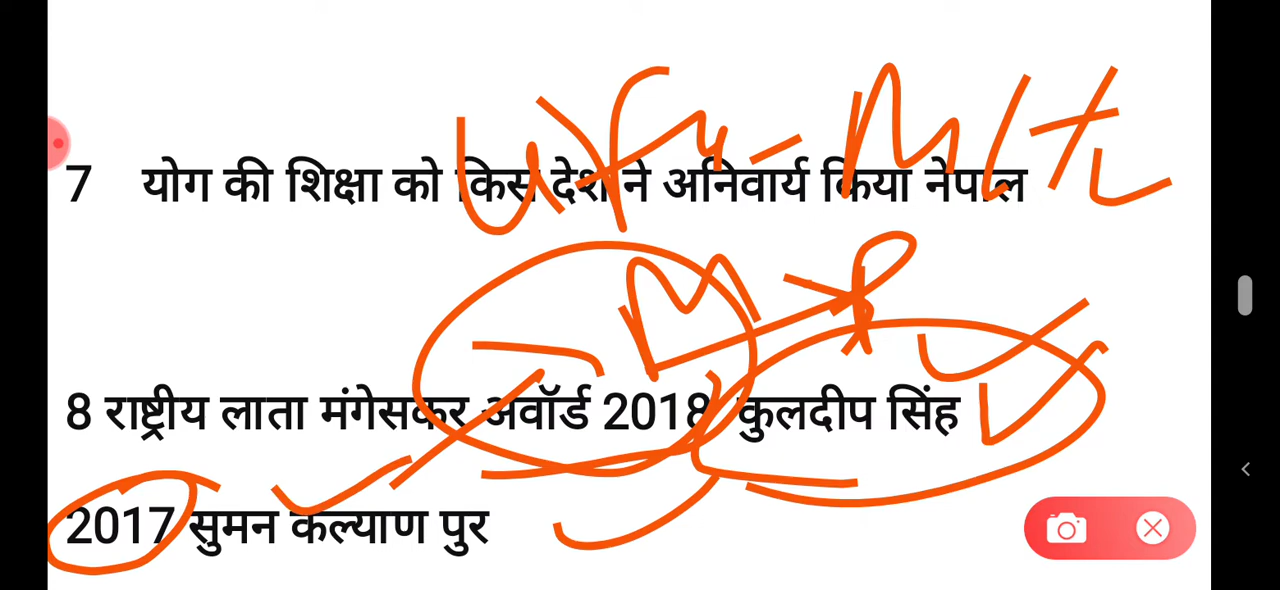 7 योग की शिक्षा को किस देश ने अनिवार्य किया नेपाल
8 राष्ट्रीय लाता मंगेसकर अवॉर्ड 2018 कुलदीप सिंह
2017 सुमन कल्याण पुर